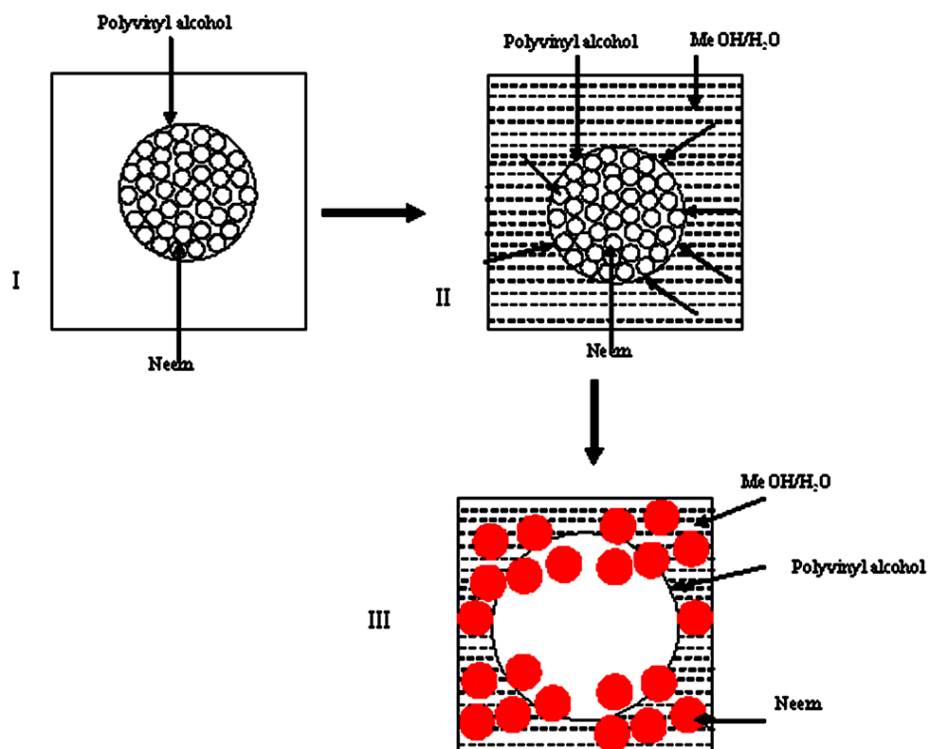 Polyvinyl alcohol
Polyvinyl alcohol
Me OH/H₂O
I
II
Neem
Neem
Me OH/H₂O
Polyvinyl alcohol
III
Neem